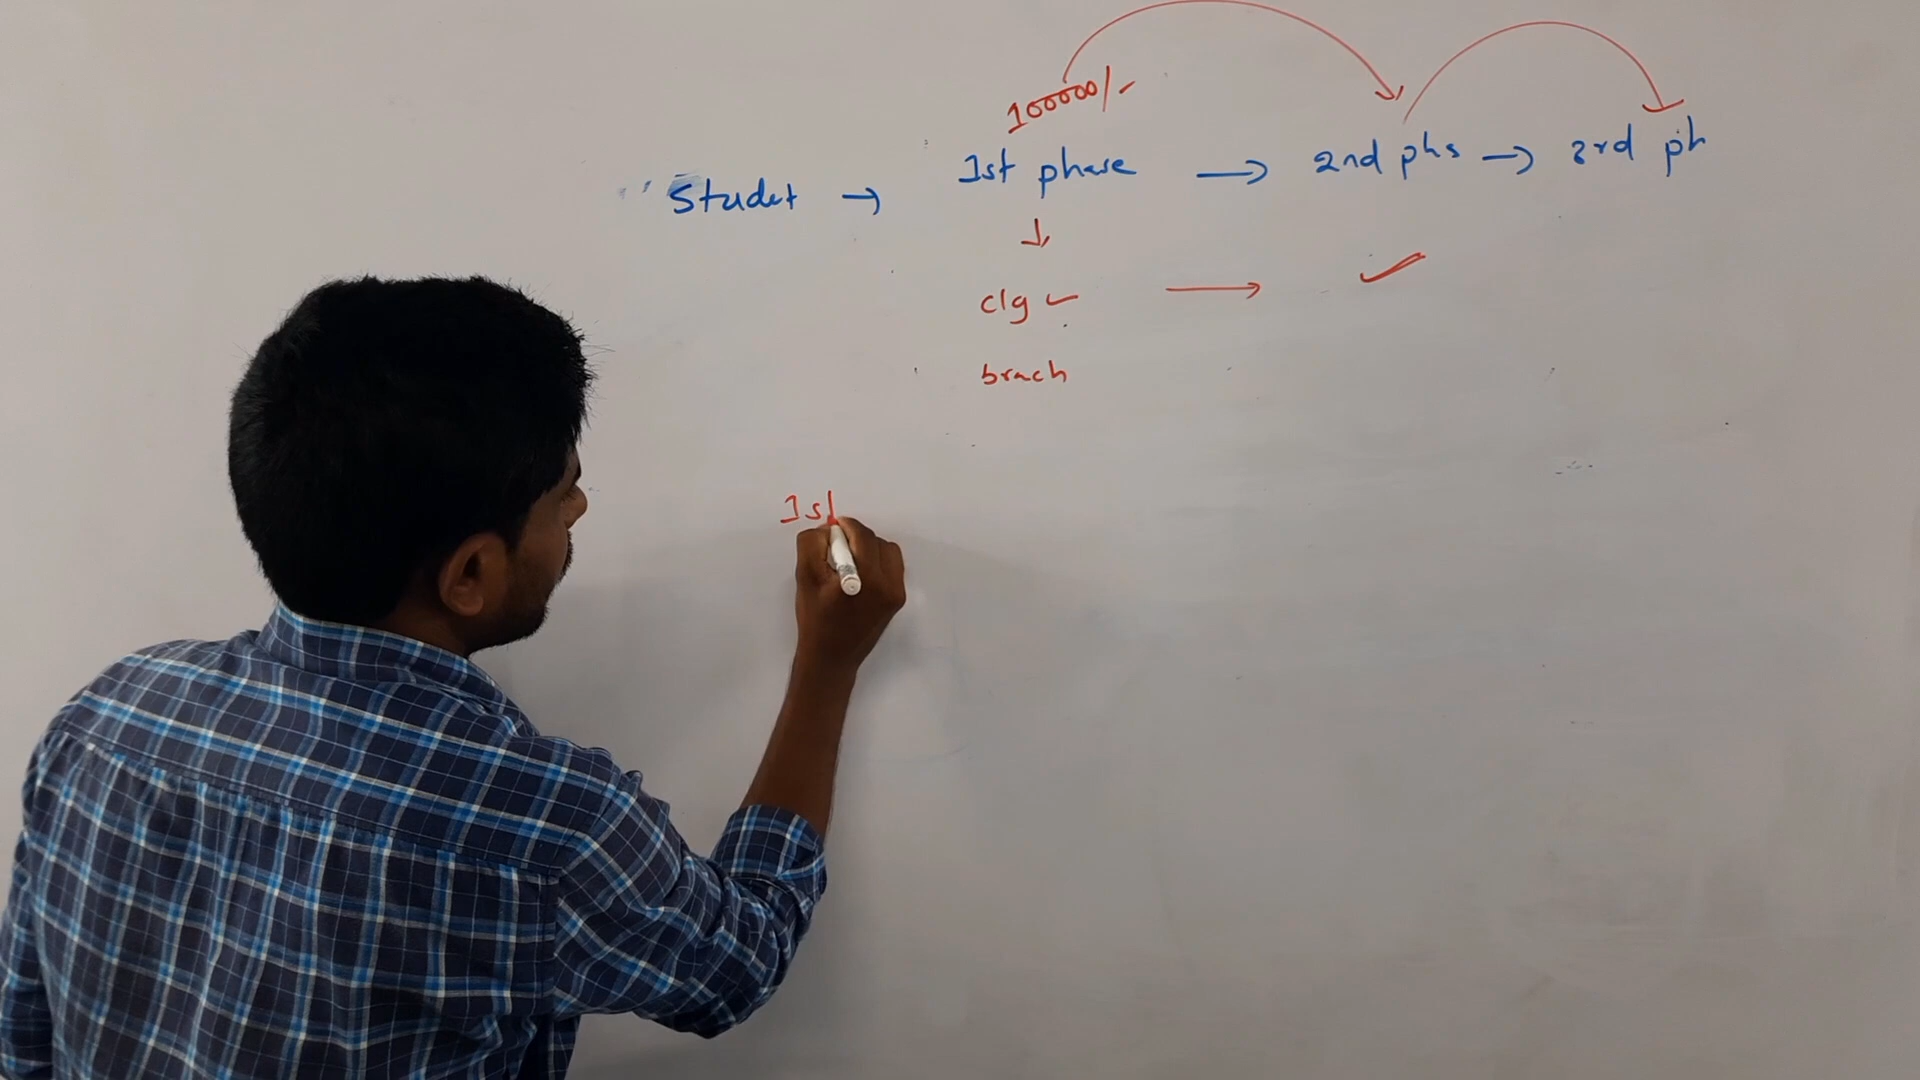 100000/-
Studet → 1st phase → 2nd phs → 3rd ph
↓
clg ✓ → ✓
brach
1st